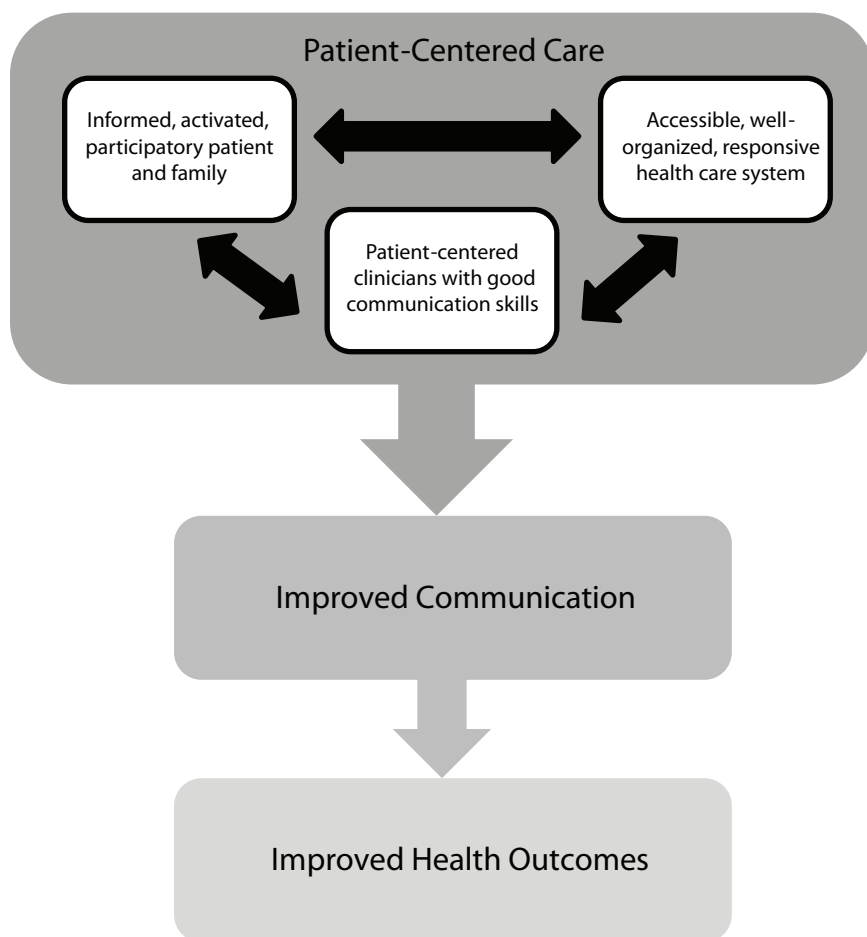 Patient-Centered Care
Informed, activated,
participatory patient
and family
Accessible, well-
organized, responsive
health care system
Patient-centered
clinicians with good
communication skills
Improved Communication
Improved Health Outcomes